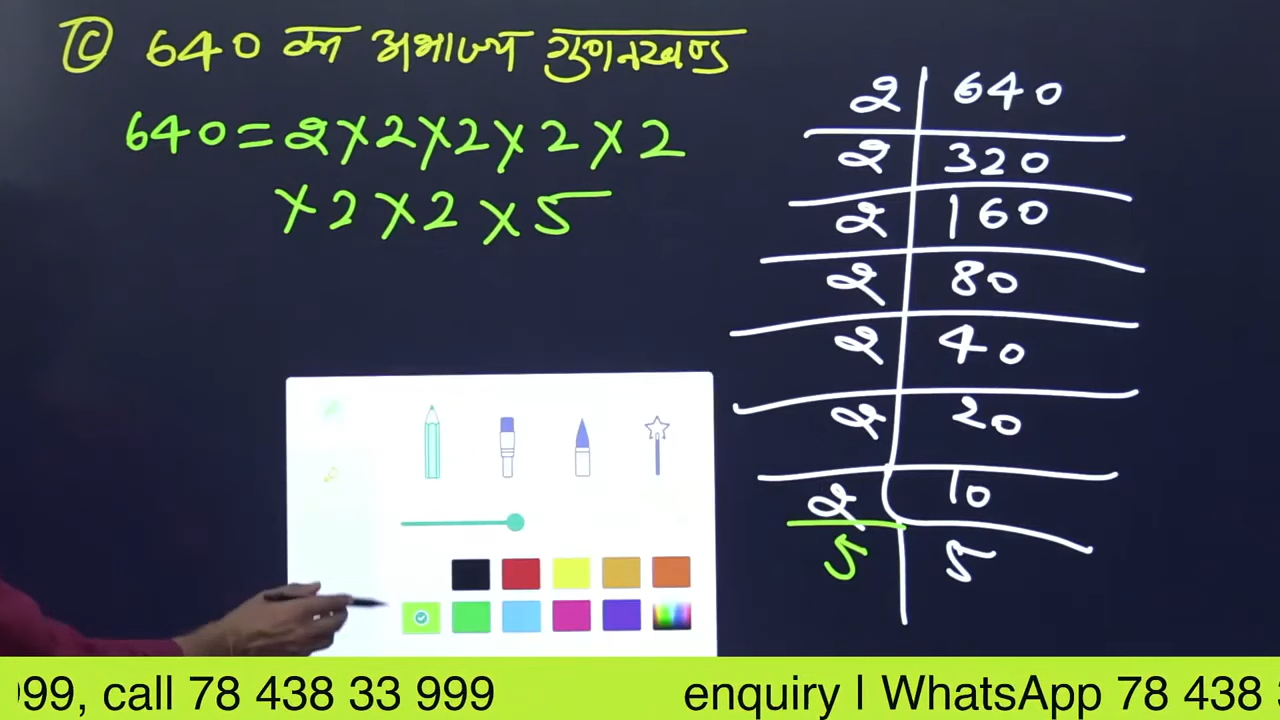 © 640 का अभाज्य गुणनखण्ड
640 = 2 × 2 × 2 × 2 × 2
× 2 × 2 × 5
2 | 640
2 | 320
2 | 160
2 | 80
2 | 40
2 | 20
2 | 10
5 | 5
999, call 78 438 33 999 enquiry I WhatsApp 78 438